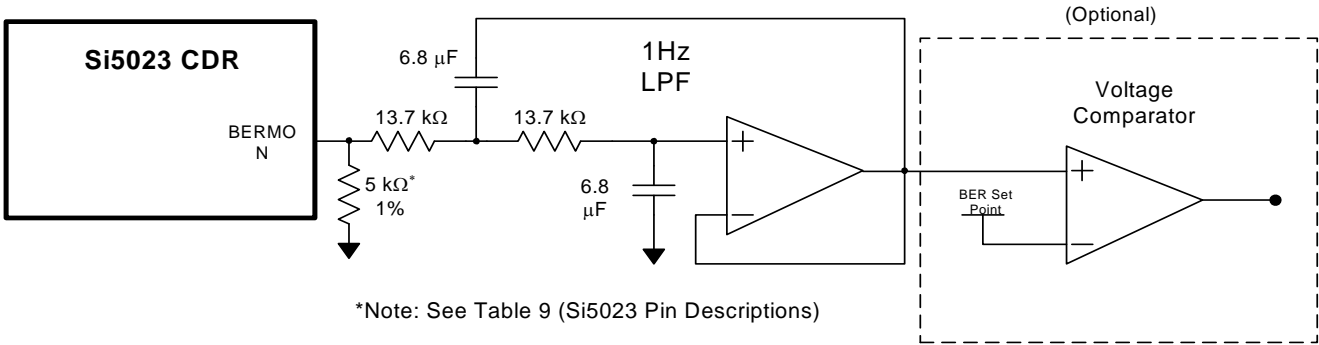 (Optional)
Si5023 CDR
6.8 µF
1Hz
LPF
Voltage
Comparator
BERMO
N
13.7 kΩ
13.7 kΩ
+
+
5 kΩ*
1%
6.8
µF
BER Set
Point
–
–
*Note: See Table 9 (Si5023 Pin Descriptions)